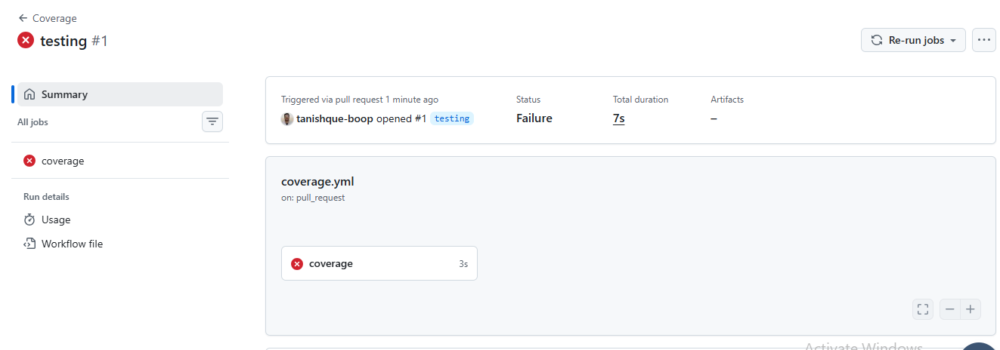 Coverage
testing #1
Re-run jobs
Summary
All jobs
coverage
Run details
Usage
Workflow file
Triggered via pull request 1 minute ago
tanishque-boop opened #1 testing
Status
Failure
Total duration
7s
Artifacts
–
coverage.yml
on: pull_request
coverage 3s
Activate Windows